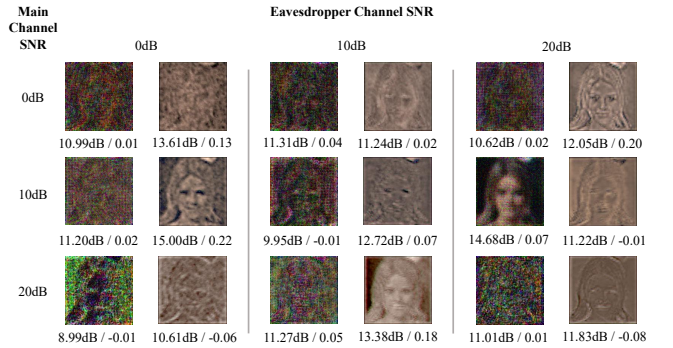 Main
Channel
SNR
Eavesdropper Channel SNR
0dB
10dB
20dB
0dB
10.99dB / 0.01
13.61dB / 0.13
11.31dB / 0.04
11.24dB / 0.02
10.62dB / 0.02
12.05dB / 0.20
10dB
11.20dB / 0.02
15.00dB / 0.22
9.95dB / -0.01
12.72dB / 0.07
14.68dB / 0.07
11.22dB / -0.01
20dB
8.99dB / -0.01
10.61dB / -0.06
11.27dB / 0.05
13.38dB / 0.18
11.01dB / 0.01
11.83dB / -0.08